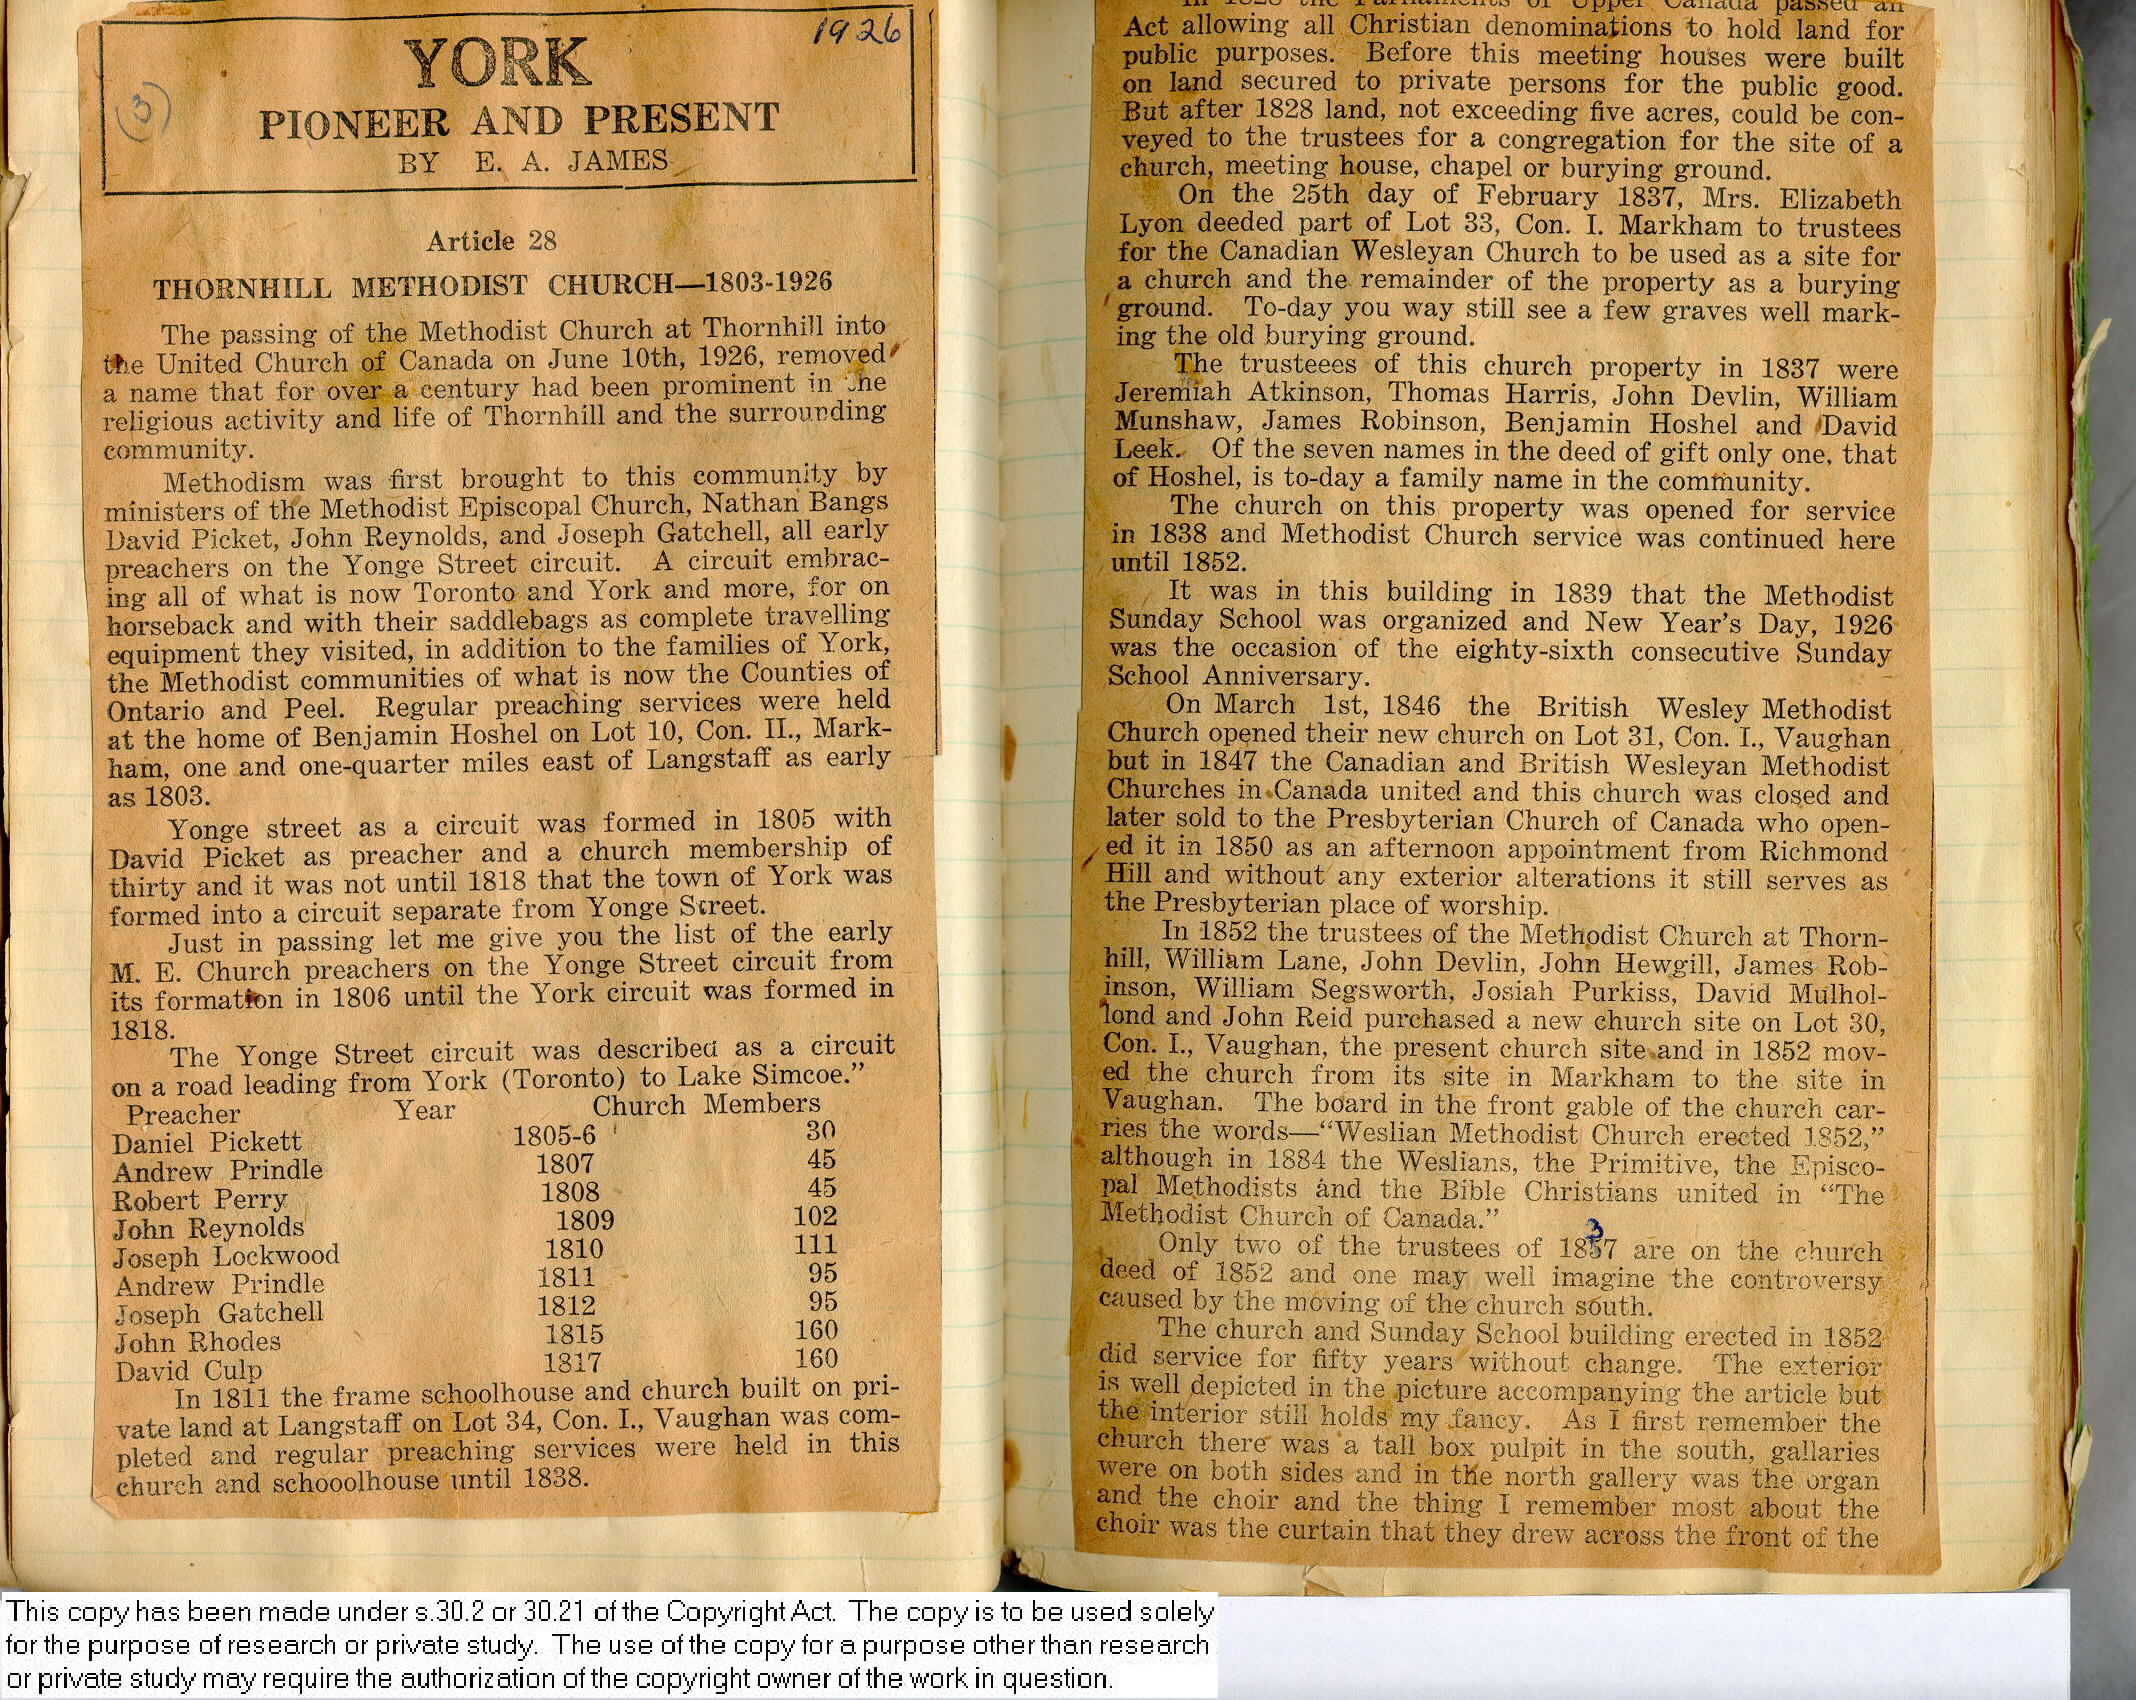 1926
(3)
YORK
PIONEER AND PRESENT
BY E. A. JAMES
Article 28
THORNHILL METHODIST CHURCH—1803-1926
The passing of the Methodist Church at Thornhill into
the United Church of Canada on June 10th, 1926, removed
a name that for over a century had been prominent in the
religious activity and life of Thornhill and the surrounding
community.
Methodism was first brought to this community by
ministers of the Methodist Episcopal Church, Nathan Bangs
David Picket, John Reynolds, and Joseph Gatchell, all early
preachers on the Yonge Street circuit. A circuit embrac-
ing all of what is now Toronto and York and more, for on
horseback and with their saddlebags as complete travelling
equipment they visited, in addition to the families of York,
the Methodist communities of what is now the Counties of
Ontario and Peel. Regular preaching services were held
at the home of Benjamin Hoshel on Lot 10, Con. II., Mark-
ham, one and one-quarter miles east of Langstaff as early
as 1803.
Yonge street as a circuit was formed in 1805 with
David Picket as preacher and a church membership of
thirty and it was not until 1818 that the town of York was
formed into a circuit separate from Yonge Street.
Just in passing let me give you the list of the early
M. E. Church preachers on the Yonge Street circuit from
its formation in 1806 until the York circuit was formed in
1818.
The Yonge Street circuit was described as a circuit
on a road leading from York (Toronto) to Lake Simcoe.”
Preacher Year Church Members
Daniel Pickett 1805-6 30
Andrew Prindle 1807 45
Robert Perry 1808 45
John Reynolds 1809 102
Joseph Lockwood 1810 111
Andrew Prindle 1811 95
Joseph Gatchell 1812 95
John Rhodes 1815 160
David Culp 1817 160
In 1811 the frame schoolhouse and church built on pri-
vate land at Langstaff on Lot 34, Con. I., Vaughan was com-
pleted and regular preaching services were held in this
church and schooolhouse until 1838.
In 1828 the Parliaments of Upper Canada passed an
Act allowing all Christian denominations to hold land for
public purposes. Before this meeting houses were built
on land secured to private persons for the public good.
But after 1828 land, not exceeding five acres, could be con-
veyed to the trustees for a congregation for the site of a
church, meeting house, chapel or burying ground.
On the 25th day of February 1837, Mrs. Elizabeth
Lyon deeded part of Lot 33, Con. I. Markham to trustees
for the Canadian Wesleyan Church to be used as a site for
a church and the remainder of the property as a burying
ground. To-day you way still see a few graves well mark-
ing the old burying ground.
The trusteees of this church property in 1837 were
Jeremiah Atkinson, Thomas Harris, John Devlin, William
Munshaw, James Robinson, Benjamin Hoshel and David
Leek. Of the seven names in the deed of gift only one, that
of Hoshel, is to-day a family name in the community.
The church on this property was opened for service
in 1838 and Methodist Church service was continued here
until 1852.
It was in this building in 1839 that the Methodist
Sunday School was organized and New Year’s Day, 1926
was the occasion of the eighty-sixth consecutive Sunday
School Anniversary.
On March 1st, 1846 the British Wesley Methodist
Church opened their new church on Lot 31, Con. I., Vaughan
but in 1847 the Canadian and British Wesleyan Methodist
Churches in Canada united and this church was closed and
later sold to the Presbyterian Church of Canada who open-
ed it in 1850 as an afternoon appointment from Richmond
Hill and without any exterior alterations it still serves as
the Presbyterian place of worship.
In 1852 the trustees of the Methodist Church at Thorn-
hill, William Lane, John Devlin, John Hewgill, James Rob-
inson, William Segsworth, Josiah Purkiss, David Mulhol-
lond and John Reid purchased a new church site on Lot 30,
Con. I., Vaughan, the present church site and in 1852 mov-
ed the church from its site in Markham to the site in
Vaughan. The board in the front gable of the church car-
ries the words—“Weslian Methodist Church erected 1852,”
although in 1884 the Weslians, the Primitive, the Episco-
pal Methodists and the Bible Christians united in “The
Methodist Church of Canada.”
3
Only two of the trustees of 1857 are on the church
deed of 1852 and one may well imagine the controversy
caused by the moving of the church south.
The church and Sunday School building erected in 1852
did service for fifty years without change. The exterior
is well depicted in the picture accompanying the article but
the interior still holds my fancy. As I first remember the
church there was a tall box pulpit in the south, gallaries
were on both sides and in the north gallery was the organ
and the choir and the thing I remember most about the
choir was the curtain that they drew across the front of the
This copy has been made under s.30.2 or 30.21 of the Copyright Act. The copy is to be used solely
for the purpose of research or private study. The use of the copy for a purpose other than research
or private study may require the authorization of the copyright owner of the work in question.